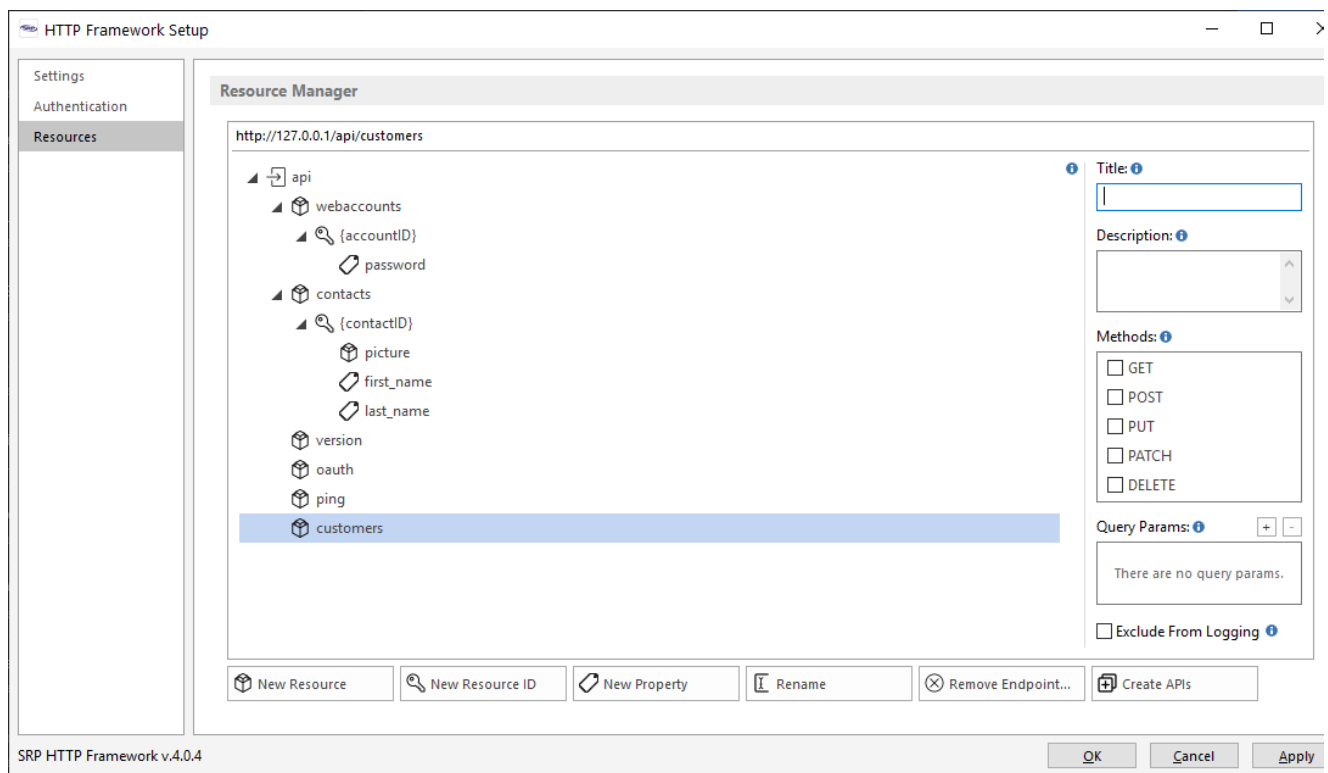 HTTP Framework Setup
Settings
Authentication
Resources
Resource Manager
http://127.0.0.1/api/customers
api
webaccounts
{accountID}
password
contacts
{contactID}
picture
first_name
last_name
version
oauth
ping
customers
Title:
Description:
Methods:
GET
POST
PUT
PATCH
DELETE
Query Params:
+ -
There are no query params.
Exclude From Logging
New Resource
New Resource ID
New Property
Rename
Remove Endpoint...
Create APIs
SRP HTTP Framework v.4.0.4
OK
Cancel
Apply